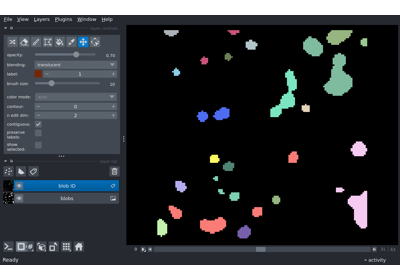 File View Layers Plugins Window Help
opacity: 0.70
blending: translucent
label: 1
brush size: 10
color mode:
contour: 0
n edit dim: 2
contiguous:
preserve
labels:
show
selected:
blob ID
blobs
Ready
activity